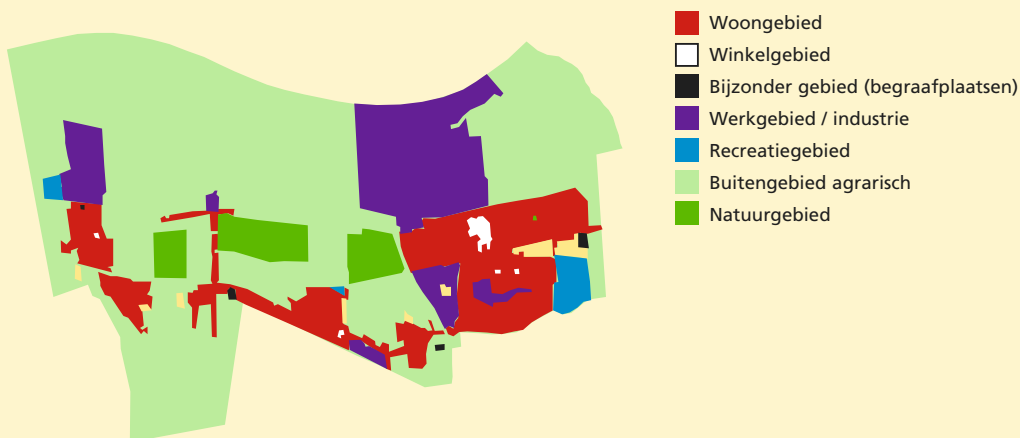 Woongebied
Winkelgebied
Bijzonder gebied (begraafplaatsen)
Werkgebied / industrie
Recreatiegebied
Buitengebied agrarisch
Natuurgebied